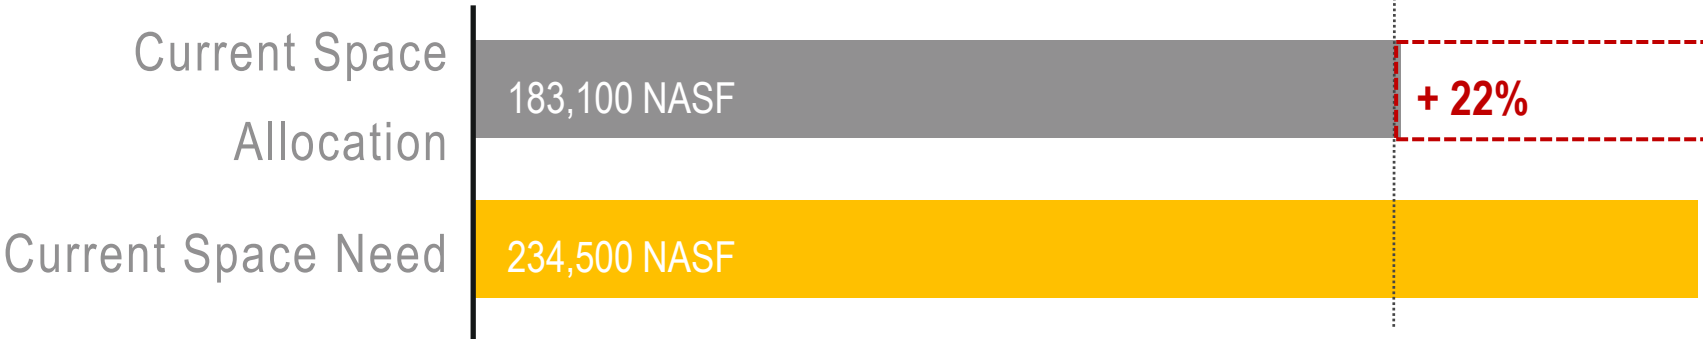 Current Space
Allocation
183,100 NASF
+ 22%
Current Space Need
234,500 NASF